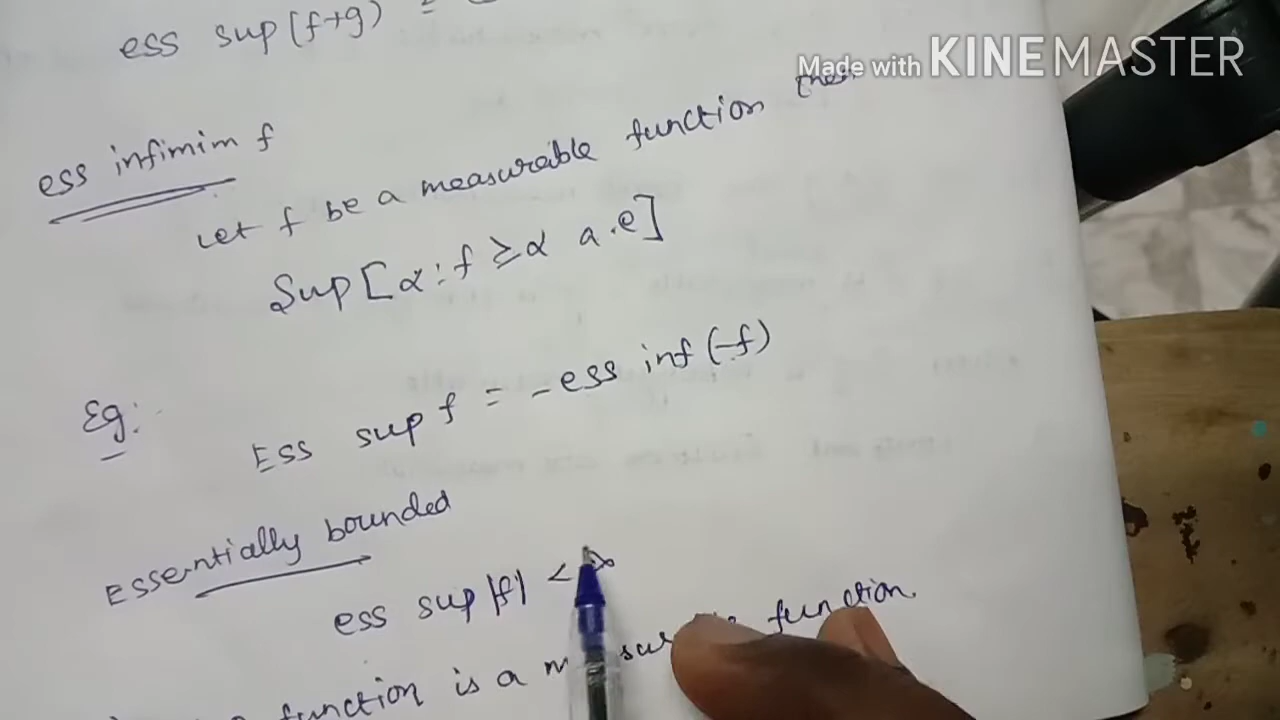 ess sup (f+g) =
Made with KINEMASTER
ess infimim f
Let f be a measurable function then
Sup [α : f ≥ α a.e]
Eg:
Ess sup f = -ess inf (-f)
Essentially bounded
ess sup |f| < ∞
function is a function.